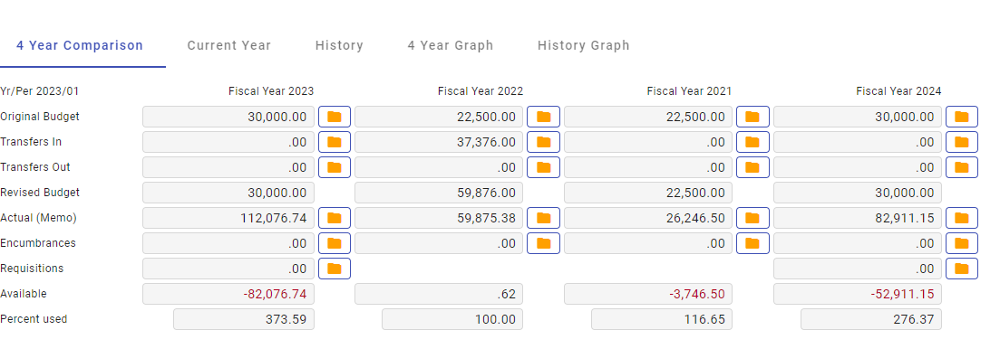 4 Year Comparison Current Year History 4 Year Graph History Graph
Yr/Per 2023/01 Fiscal Year 2023 Fiscal Year 2022 Fiscal Year 2021 Fiscal Year 2024
Original Budget 30,000.00 22,500.00 22,500.00 30,000.00
Transfers In .00 37,376.00 .00 .00
Transfers Out .00 .00 .00 .00
Revised Budget 30,000.00 59,876.00 22,500.00 30,000.00
Actual (Memo) 112,076.74 59,875.38 26,246.50 82,911.15
Encumbrances .00 .00 .00 .00
Requisitions .00 .00
Available -82,076.74 .62 -3,746.50 -52,911.15
Percent used 373.59 100.00 116.65 276.37